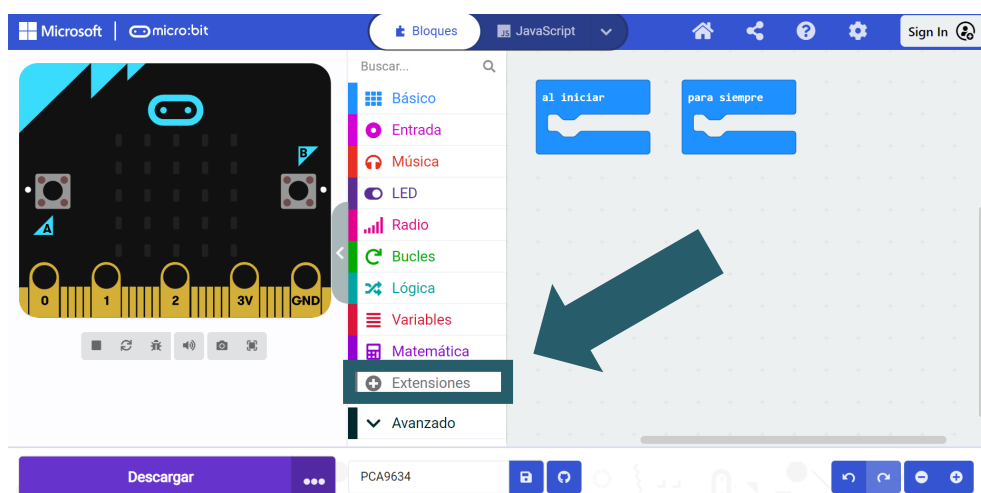 Microsoft micro:bit Bloques JS JavaScript Sign In
Buscar...
Básico
Entrada
Música
LED
Radio
Bucles
Lógica
Variables
Matemática
Extensiones
Avanzado
B
A
0 1 2 3V GND
al iniciar
para siempre
Descargar
PCA9634